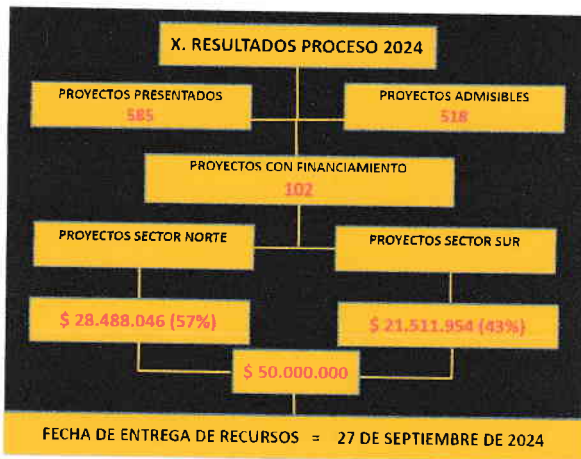 X. RESULTADOS PROCESO 2024
PROYECTOS PRESENTADOS
585
PROYECTOS ADMISIBLES
518
PROYECTOS CON FINANCIAMIENTO
102
PROYECTOS SECTOR NORTE
PROYECTOS SECTOR SUR
$ 28.488.046 (57%)
$ 21.511.954 (43%)
$ 50.000.000
FECHA DE ENTREGA DE RECURSOS = 27 DE SEPTIEMBRE DE 2024